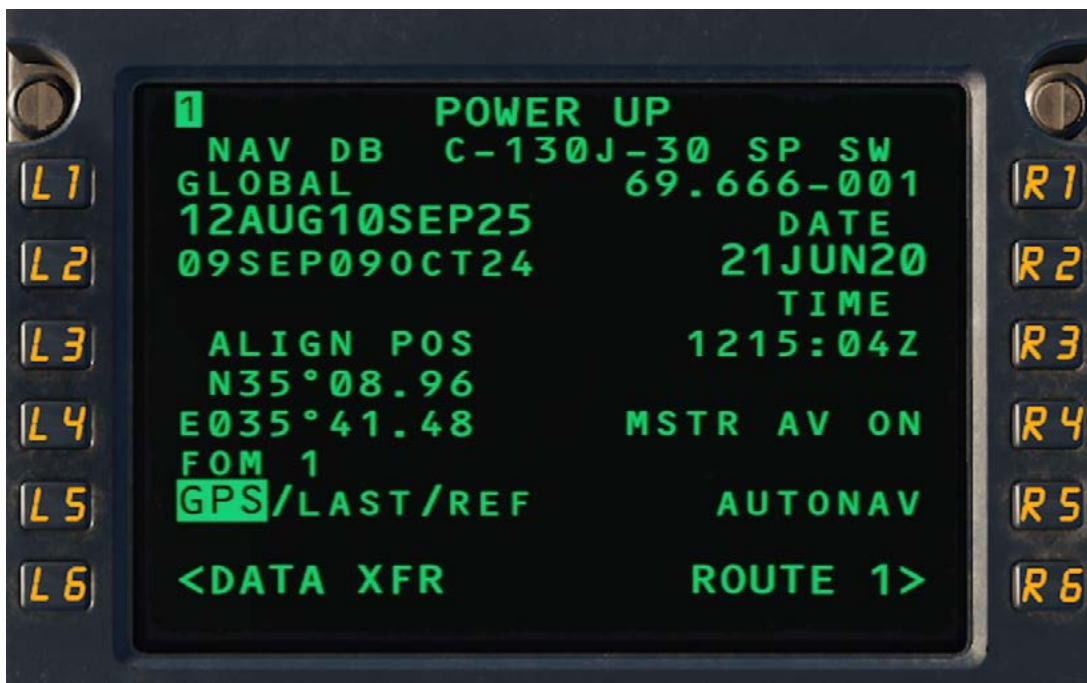 1 POWER UP
NAV DB C-130J-30 SP SW
L1 GLOBAL 69.666-001 R1
12AUG10SEP25 DATE
L2 09SEP09OCT24 21JUN20 R2
TIME
L3 ALIGN POS 1215:04Z R3
N35°08.96
L4 E035°41.48 MSTR AV ON R4
FOM 1
L5 GPS/LAST/REF AUTONAV R5
L6 <DATA XFR ROUTE 1> R6